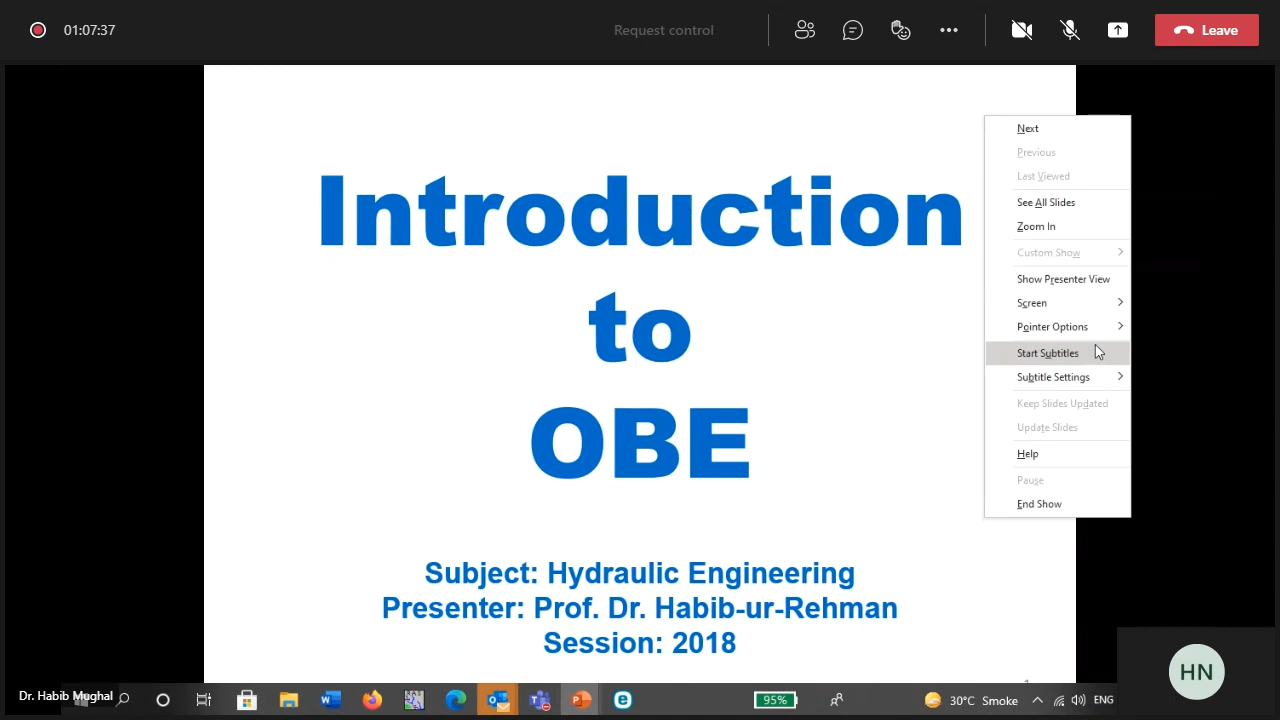 01:07:37
Request control
Leave
Introduction
to
OBE
Subject: Hydraulic Engineering
Presenter: Prof. Dr. Habib-ur-Rehman
Session: 2018
1
Next
Previous
Last Viewed
See All Slides
Zoom In
Custom Show
Show Presenter View
Screen
Pointer Options
Start Subtitles
Subtitle Settings
Keep Slides Updated
Update Slides
Help
Pause
End Show
HN
Dr. Habib Mughal
95%
30°C Smoke
ENG